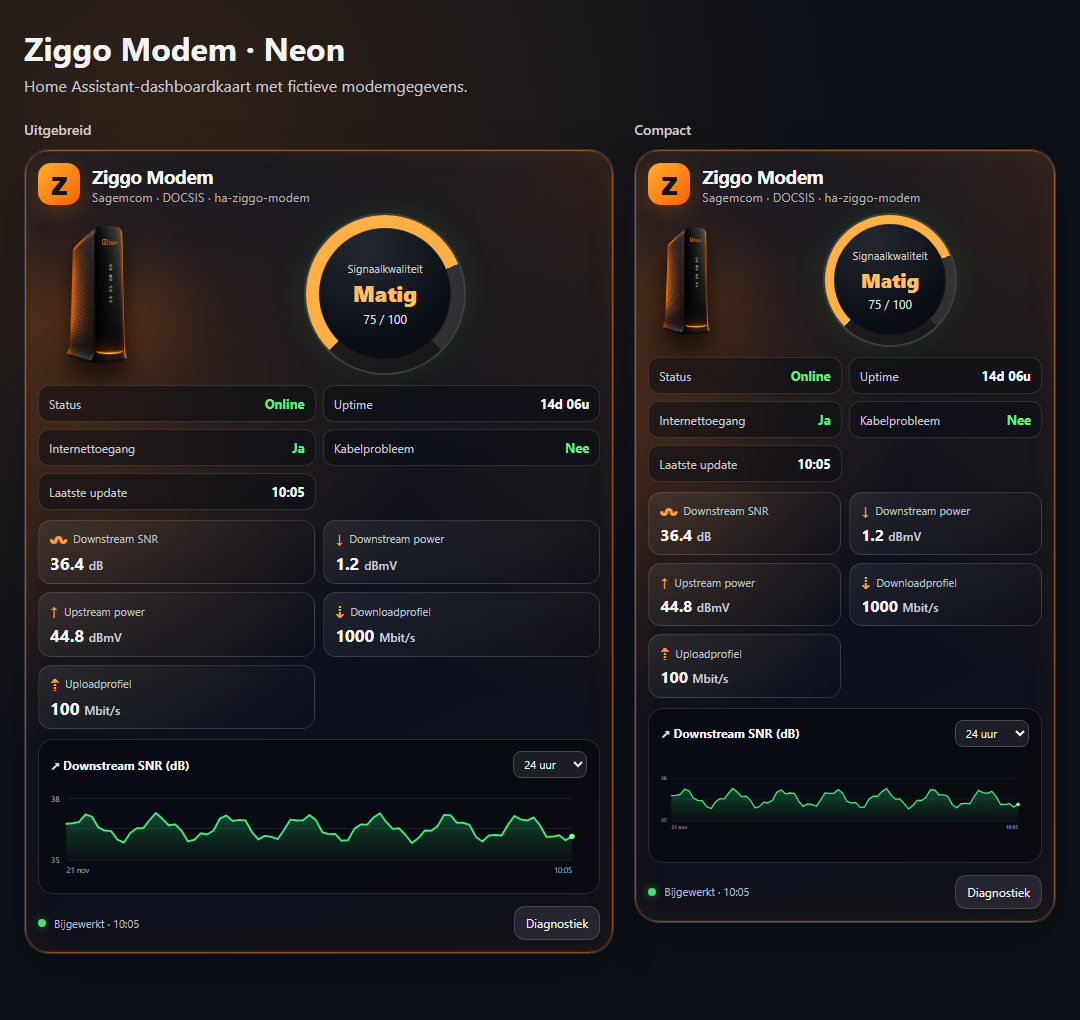 Ziggo Modem · Neon
Home Assistant-dashboardkaart met fictieve modemgegevens.
Uitgebreid
Z
Ziggo Modem
Sagemcom · DOCSIS · ha-ziggo-modem
Signaalkwaliteit
Matig
75 / 100
Status Online
Uptime 14d 06u
Internettoegang Ja
Kabelprobleem Nee
Laatste update 10:05
Downstream SNR
36.4 dB
↓ Downstream power
1.2 dBmV
↑ Upstream power
44.8 dBmV
⇣ Downloadprofiel
1000 Mbit/s
⇡ Uploadprofiel
100 Mbit/s
↗ Downstream SNR (dB)
24 uur
38
35
21 nov 10:05
Bijgewerkt · 10:05
Diagnostiek
Compact
Z
Ziggo Modem
Sagemcom · DOCSIS · ha-ziggo-modem
Signaalkwaliteit
Matig
75 / 100
Status Online
Uptime 14d 06u
Internettoegang Ja
Kabelprobleem Nee
Laatste update 10:05
Downstream SNR
36.4 dB
↓ Downstream power
1.2 dBmV
↑ Upstream power
44.8 dBmV
⇣ Downloadprofiel
1000 Mbit/s
⇡ Uploadprofiel
100 Mbit/s
↗ Downstream SNR (dB)
24 uur
38
35
21 nov 10:05
Bijgewerkt · 10:05
Diagnostiek